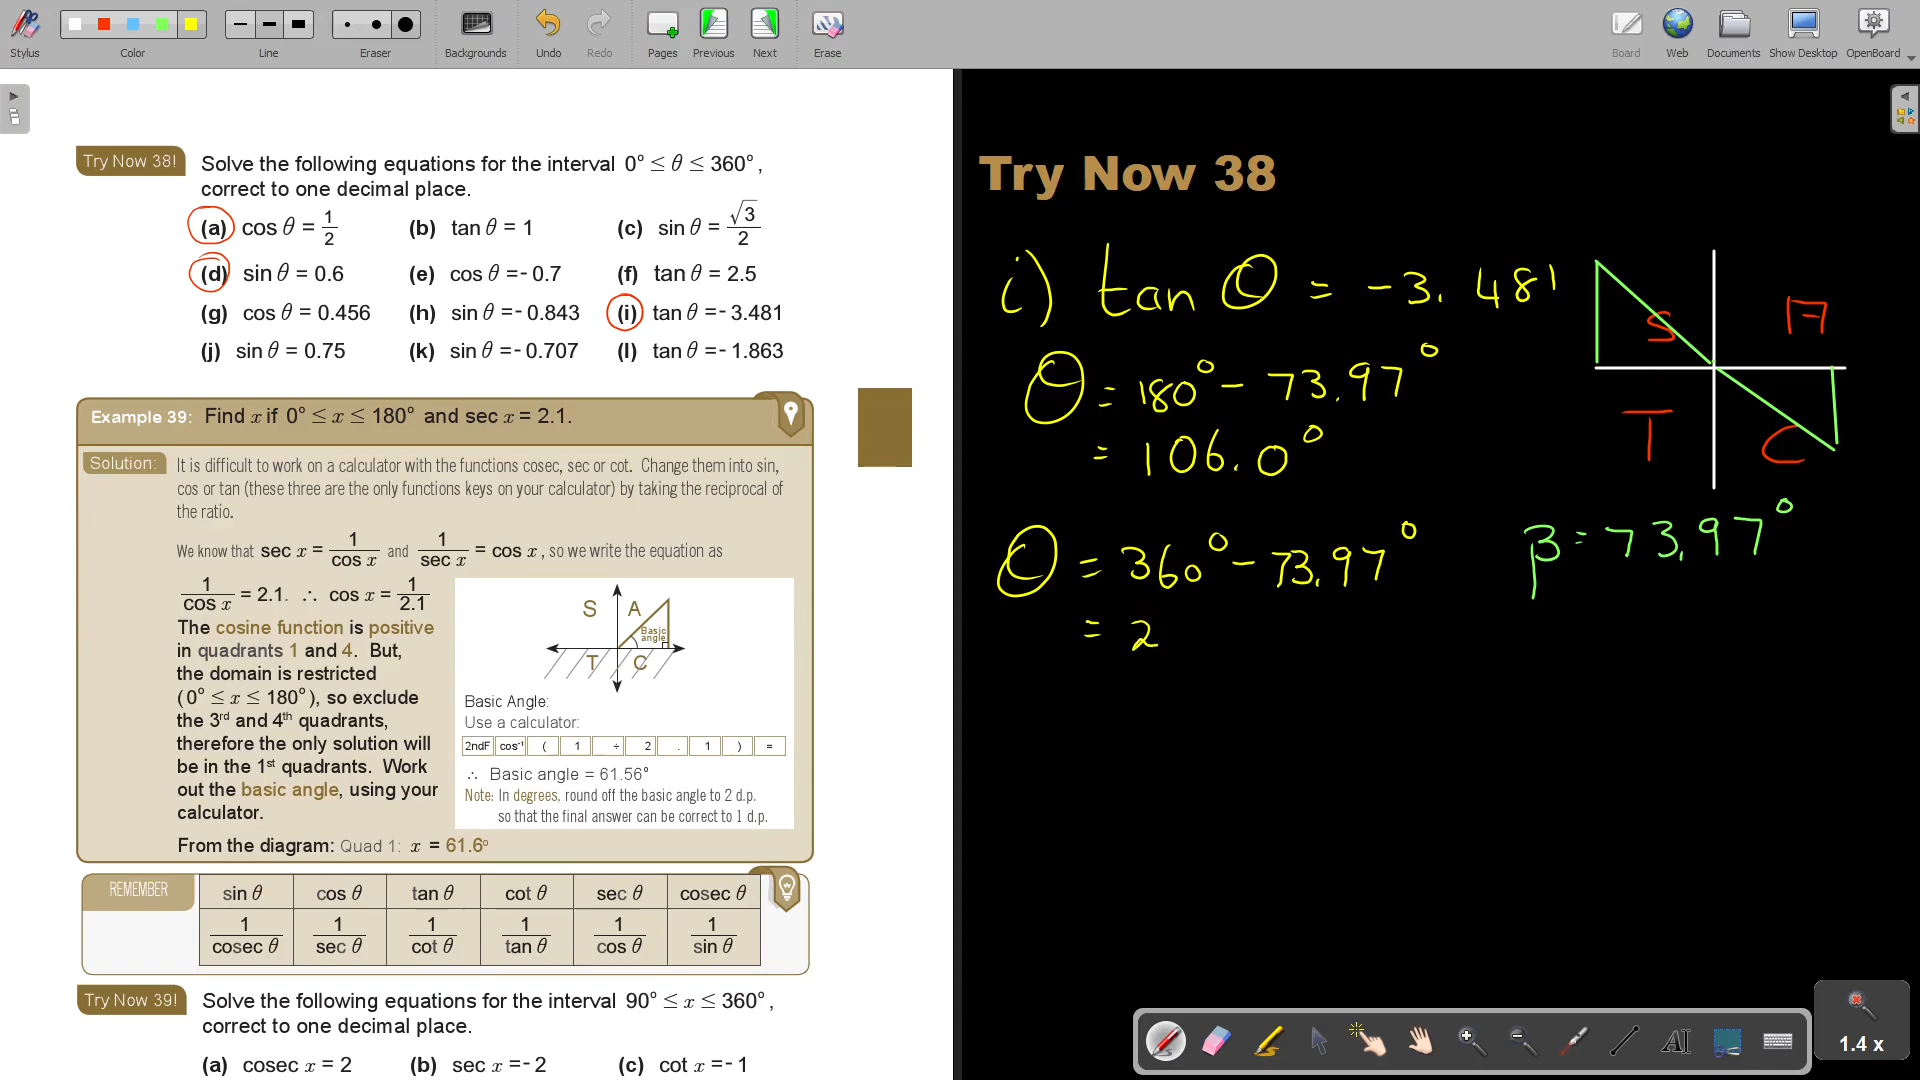 Stylus Color Line Eraser Backgrounds Undo Redo Pages Previous Next Erase Board Web Documents Show Desktop OpenBoard
Try Now 38! Solve the following equations for the interval 0° ≤ θ ≤ 360°,
correct to one decimal place.
(a) cos θ = 1/2 (b) tan θ = 1 (c) sin θ = √3/2
(d) sin θ = 0.6 (e) cos θ = - 0.7 (f) tan θ = 2.5
(g) cos θ = 0.456 (h) sin θ = - 0.843 (i) tan θ = - 3.481
(j) sin θ = 0.75 (k) sin θ = - 0.707 (l) tan θ = - 1.863
Example 39: Find x if 0° ≤ x ≤ 180° and sec x = 2.1.
Solution: It is difficult to work on a calculator with the functions cosec, sec or cot. Change them into sin,
cos or tan (these three are the only functions keys on your calculator) by taking the reciprocal of
the ratio.
We know that sec x = 1/cos x and 1/sec x = cos x, so we write the equation as
1/cos x = 2.1. ∴ cos x = 1/2.1
The cosine function is positive
in quadrants 1 and 4. But,
the domain is restricted
(0° ≤ x ≤ 180°), so exclude
the 3rd and 4th quadrants,
therefore the only solution will
be in the 1st quadrants. Work
out the basic angle, using your
calculator.
S A
Basic
angle
T C
Basic Angle:
Use a calculator:
2ndF cos⁻¹ ( 1 ÷ 2 . 1 ) =
∴ Basic angle = 61.56°
Note: In degrees, round off the basic angle to 2 d.p.
so that the final answer can be correct to 1 d.p.
From the diagram: Quad 1: x = 61.6°
REMEMBER sin θ cos θ tan θ cot θ sec θ cosec θ
1/cosec θ 1/sec θ 1/cot θ 1/tan θ 1/cos θ 1/sin θ
Try Now 39! Solve the following equations for the interval 90° ≤ x ≤ 360°,
correct to one decimal place.
(a) cosec x = 2 (b) sec x = - 2 (c) cot x = - 1
Try Now 38
i) tan θ = -3.481
θ = 180° - 73.97°
= 106.0°
θ = 360° - 73.97°
= 2
S A
T C
β = 73.97°
1.4 x